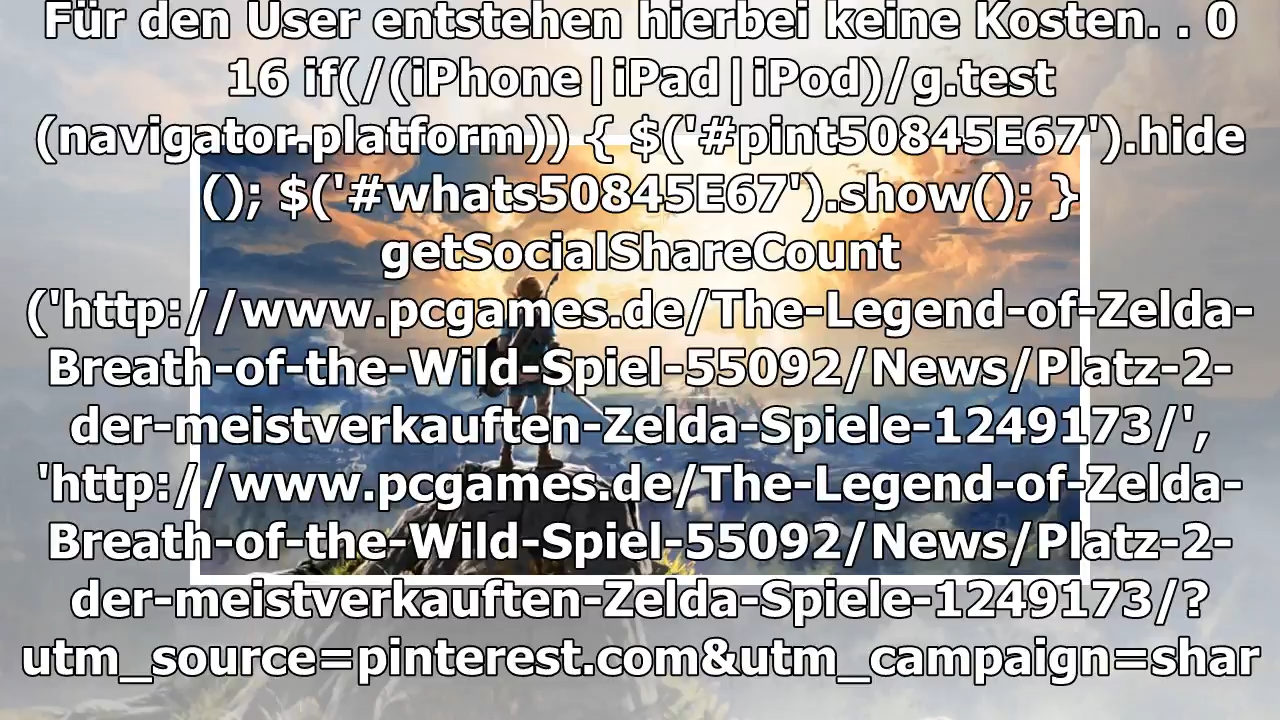 Für den User entstehen hierbei keine Kosten. . 0
16 if(/(iPhone|iPad|iPod)/g.test
(navigator.platform)) { $('#pint50845E67').hide
(); $('#whats50845E67').show(); }
getSocialShareCount
('http://www.pcgames.de/The-Legend-of-Zelda-
Breath-of-the-Wild-Spiel-55092/News/Platz-2-
der-meistverkauften-Zelda-Spiele-1249173/',
'http://www.pcgames.de/The-Legend-of-Zelda-
Breath-of-the-Wild-Spiel-55092/News/Platz-2-
der-meistverkauften-Zelda-Spiele-1249173/?
utm_source=pinterest.com&utm_campaign=shar